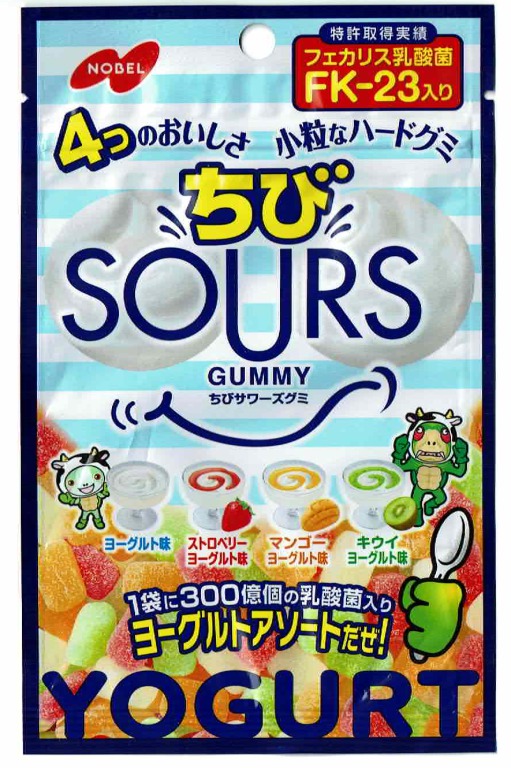 NOBEL
特許取得実績
フェカリス乳酸菌
FK-23入り
4つのおいしさ 小粒なハードグミ
ちび
SOURS
GUMMY
ちびサワーズグミ
ヨーグルト味
ストロベリー
ヨーグルト味
マンゴー
ヨーグルト味
キウイ
ヨーグルト味
1袋に300億個の乳酸菌入り
ヨーグルトアソートだぜ!
YOGURT